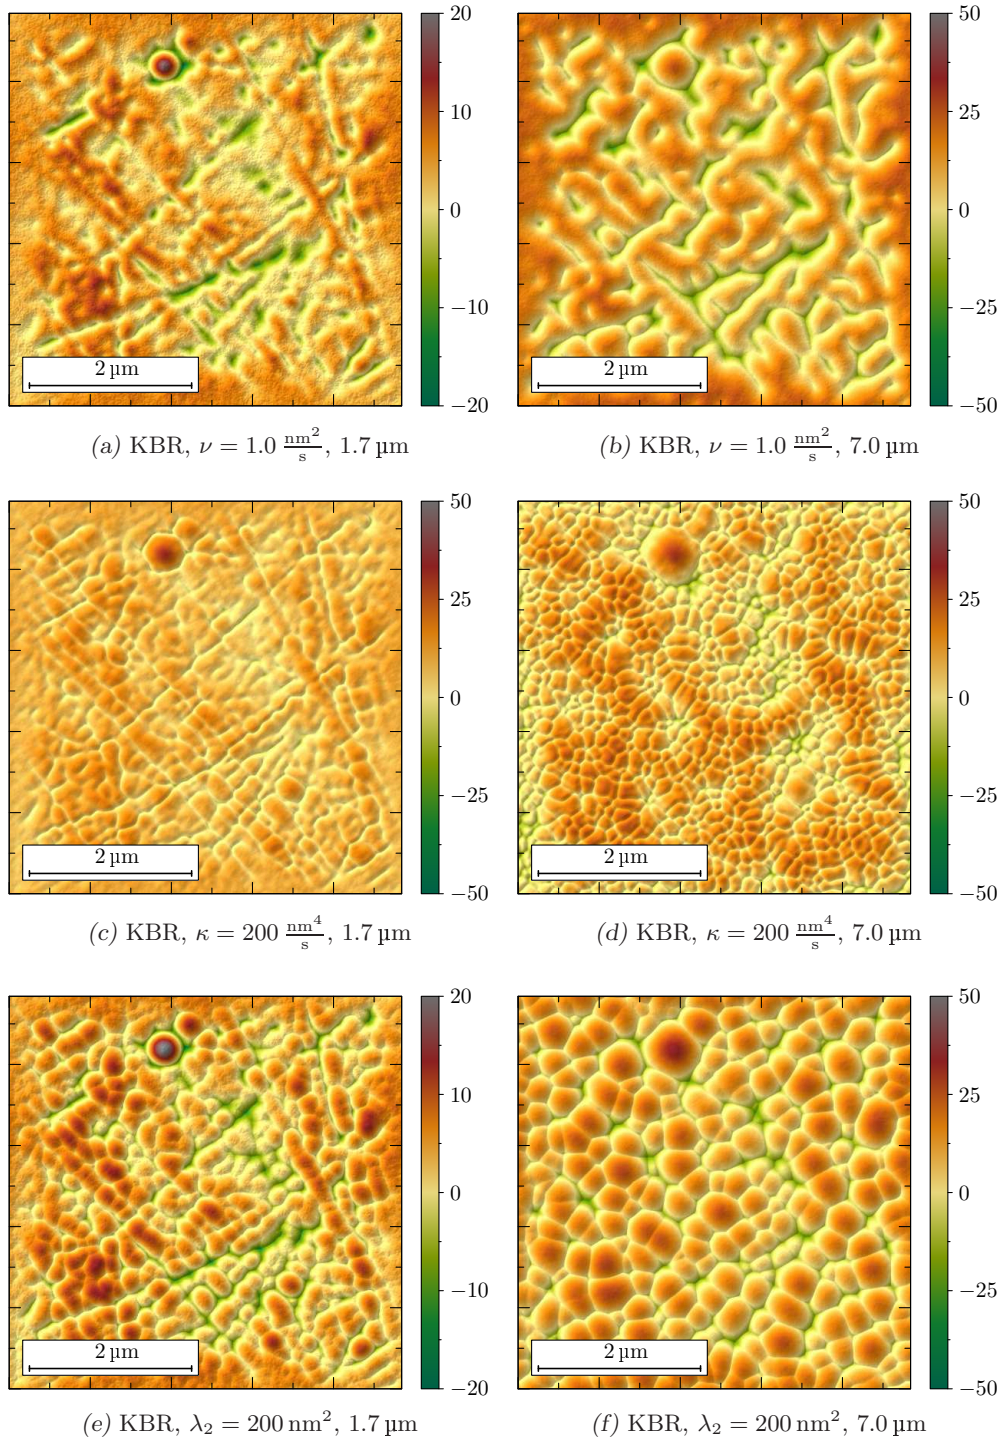 20
10
0
−10
−20
2 µm
50
25
0
−25
−50
2 µm
(a) KBR, ν = 1.0 nm²/s, 1.7 µm
(b) KBR, ν = 1.0 nm²/s, 7.0 µm
50
25
0
−25
−50
2 µm
50
25
0
−25
−50
2 µm
(c) KBR, κ = 200 nm⁴/s, 1.7 µm
(d) KBR, κ = 200 nm⁴/s, 7.0 µm
20
10
0
−10
−20
2 µm
50
25
0
−25
−50
2 µm
(e) KBR, λ₂ = 200 nm², 1.7 µm
(f) KBR, λ₂ = 200 nm², 7.0 µm